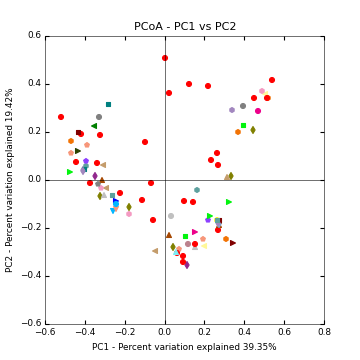 PCoA - PC1 vs PC2
0.6
0.4
0.2
0.0
−0.2
−0.4
−0.6
−0.6 −0.4 −0.2 0.0 0.2 0.4 0.6 0.8
PC2 - Percent variation explained 19.42%
PC1 - Percent variation explained 39.35%